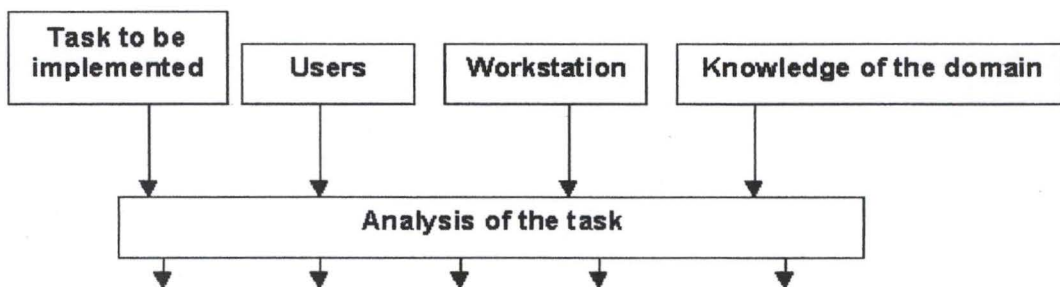 Task to be
implemented
Users
Workstation
Knowledge of the domain
Analysis of the task